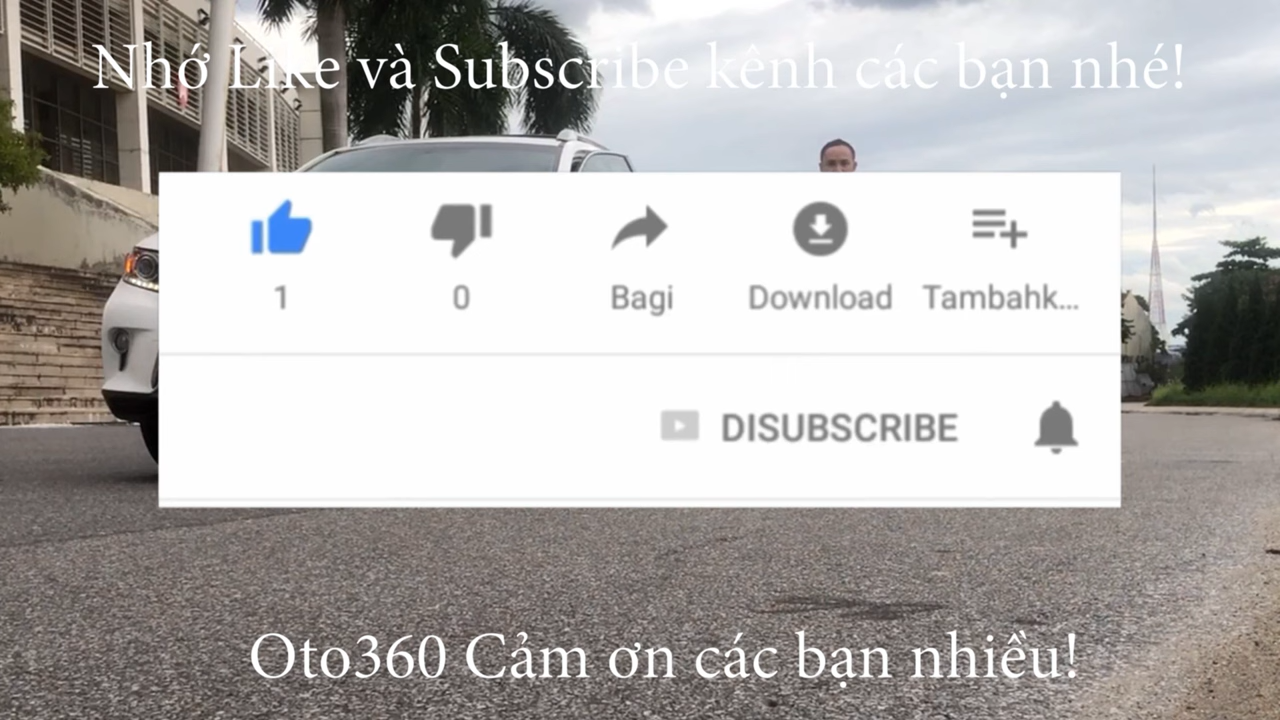 Nhớ Like và Subscribe kênh các bạn nhé!
1 0 Bagi Download Tambahk...
DISUBSCRIBE
Oto360 Cảm ơn các bạn nhiều!